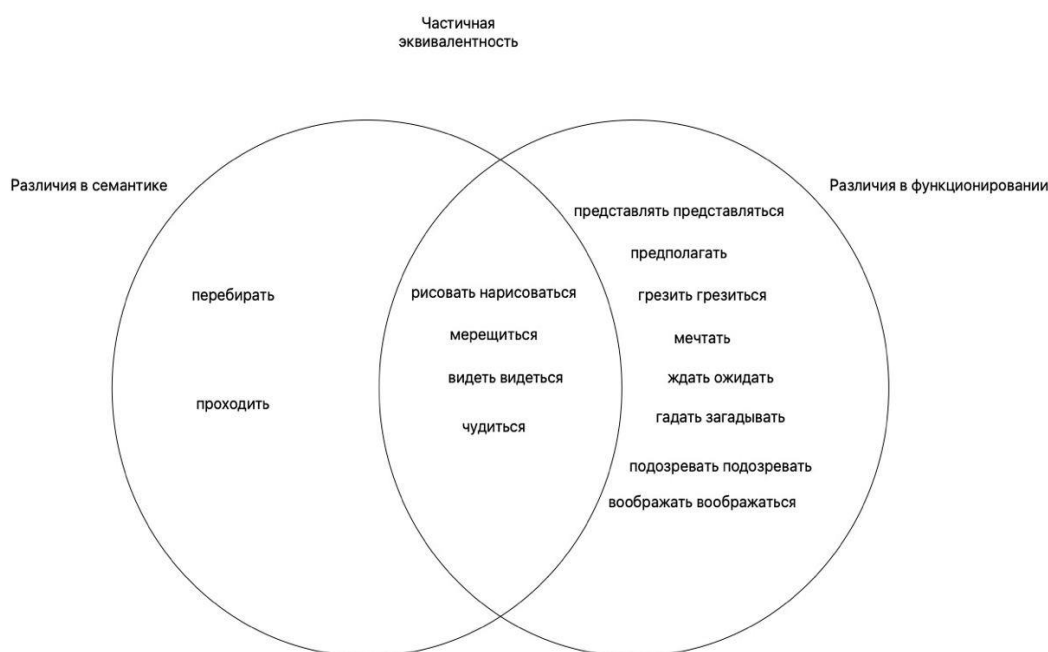 Частичная
эквивалентность
Различия в семантике
Различия в функционировании
представлять представляться
предполагать
перебирать
рисовать нарисоваться
грезить грезиться
мерещиться
мечтать
видеть видеться
ждать ожидать
проходить
чудиться
гадать загадывать
подозревать подозревать
воображать воображаться